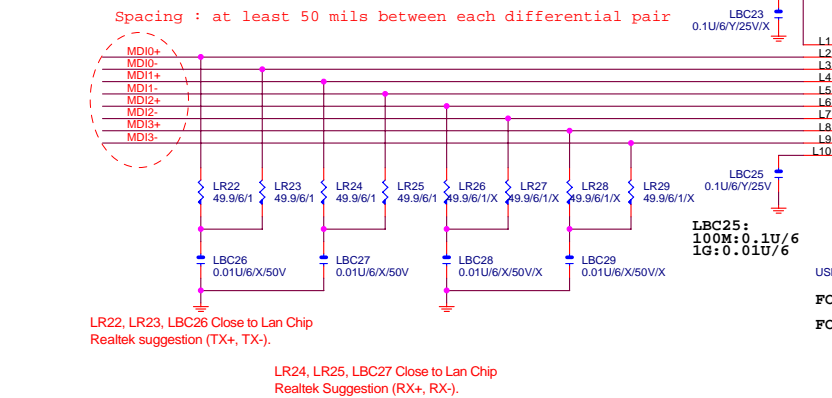 Spacing : at least 50 mils between each differential pair
LBC23
0.1U/6/Y/25V/X
MDI0+
MDI0-
MDI1+
MDI1-
MDI2+
MDI2-
MDI3+
MDI3-
L1
L2
L3
L4
L5
L6
L7
L8
L9
L10
LR22
49.9/6/1
LR23
49.9/6/1
LR24
49.9/6/1
LR25
49.9/6/1
LR26
49.9/6/1/X
LR27
49.9/6/1/X
LR28
49.9/6/1/X
LR29
49.9/6/1/X
LBC25
0.1U/6/Y/25V
LBC25:
100M:0.1U/6
1G:0.01U/6
LBC26
0.01U/6/X/50V
LBC27
0.01U/6/X/50V
LBC28
0.01U/6/X/50V/X
LBC29
0.01U/6/X/50V/X
LR22, LR23, LBC26 Close to Lan Chip
Realtek suggestion (TX+, TX-).
LR24, LR25, LBC27 Close to Lan Chip
Realtek Suggestion (RX+, RX-).